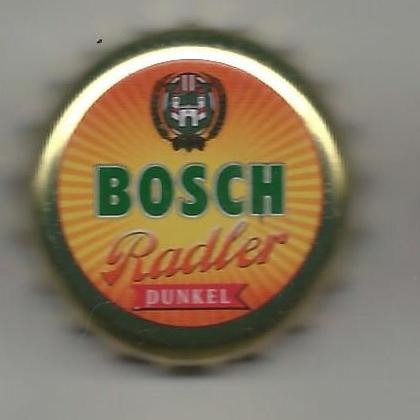 BOSCH
Radler
DUNKEL